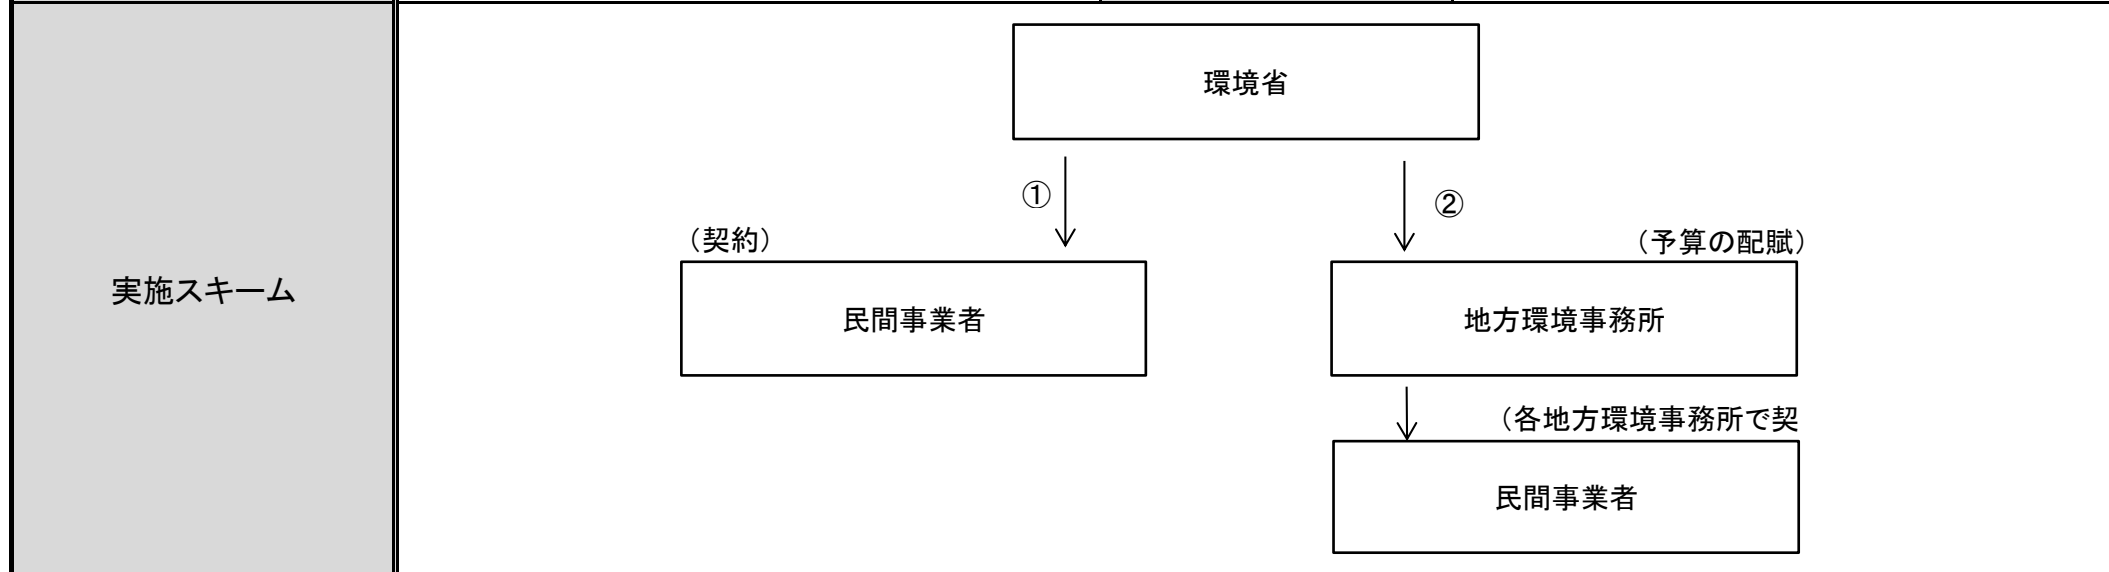 実施スキーム
環境省
①
②
（契約）
（予算の配賦）
民間事業者
地方環境事務所
（各地方環境事務所で契
民間事業者